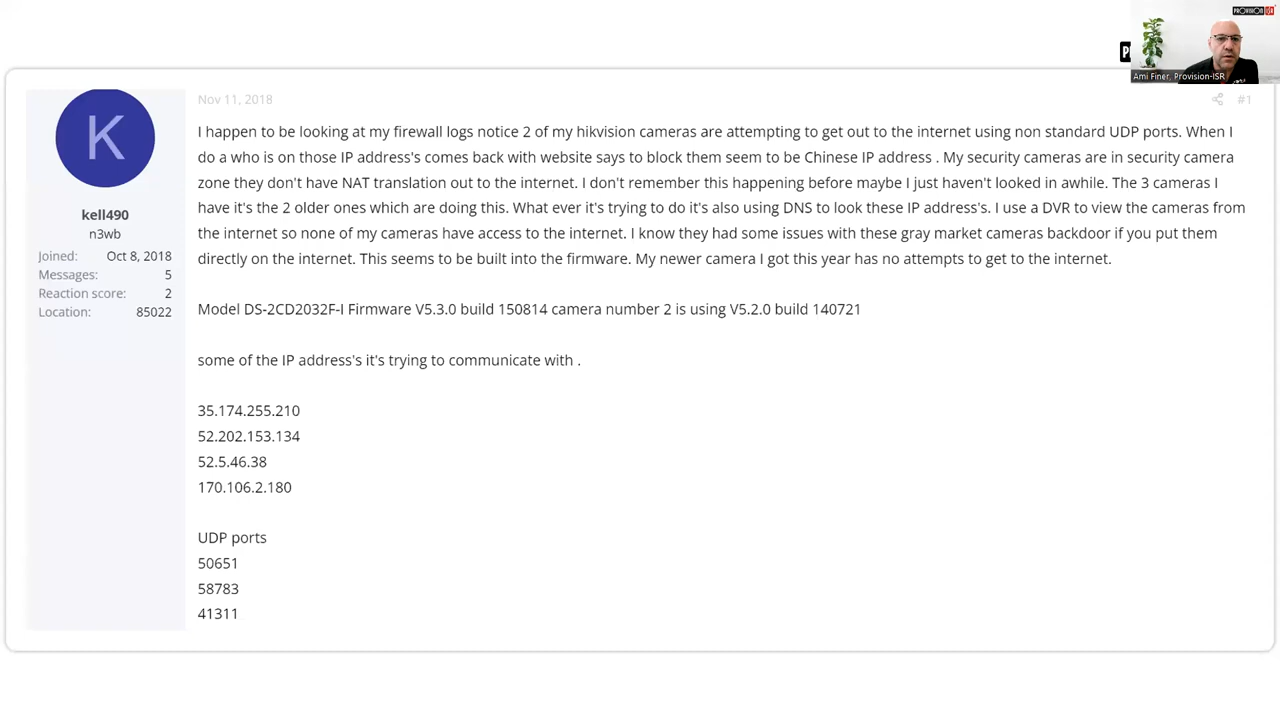 PROVISION ISR
Ami Finer, Provision-ISR
K
kell490
n3wb
Joined: Oct 8, 2018
Messages: 5
Reaction score: 2
Location: 85022
Nov 11, 2018
#1
I happen to be looking at my firewall logs notice 2 of my hikvision cameras are attempting to get out to the internet using non standard UDP ports. When I
do a who is on those IP address's comes back with website says to block them seem to be Chinese IP address . My security cameras are in security camera
zone they don't have NAT translation out to the internet. I don't remember this happening before maybe I just haven't looked in awhile. The 3 cameras I
have it's the 2 older ones which are doing this. What ever it's trying to do it's also using DNS to look these IP address's. I use a DVR to view the cameras from
the internet so none of my cameras have access to the internet. I know they had some issues with these gray market cameras backdoor if you put them
directly on the internet. This seems to be built into the firmware. My newer camera I got this year has no attempts to get to the internet.
Model DS-2CD2032F-I Firmware V5.3.0 build 150814 camera number 2 is using V5.2.0 build 140721
some of the IP address's it's trying to communicate with .
35.174.255.210
52.202.153.134
52.5.46.38
170.106.2.180
UDP ports
50651
58783
41311